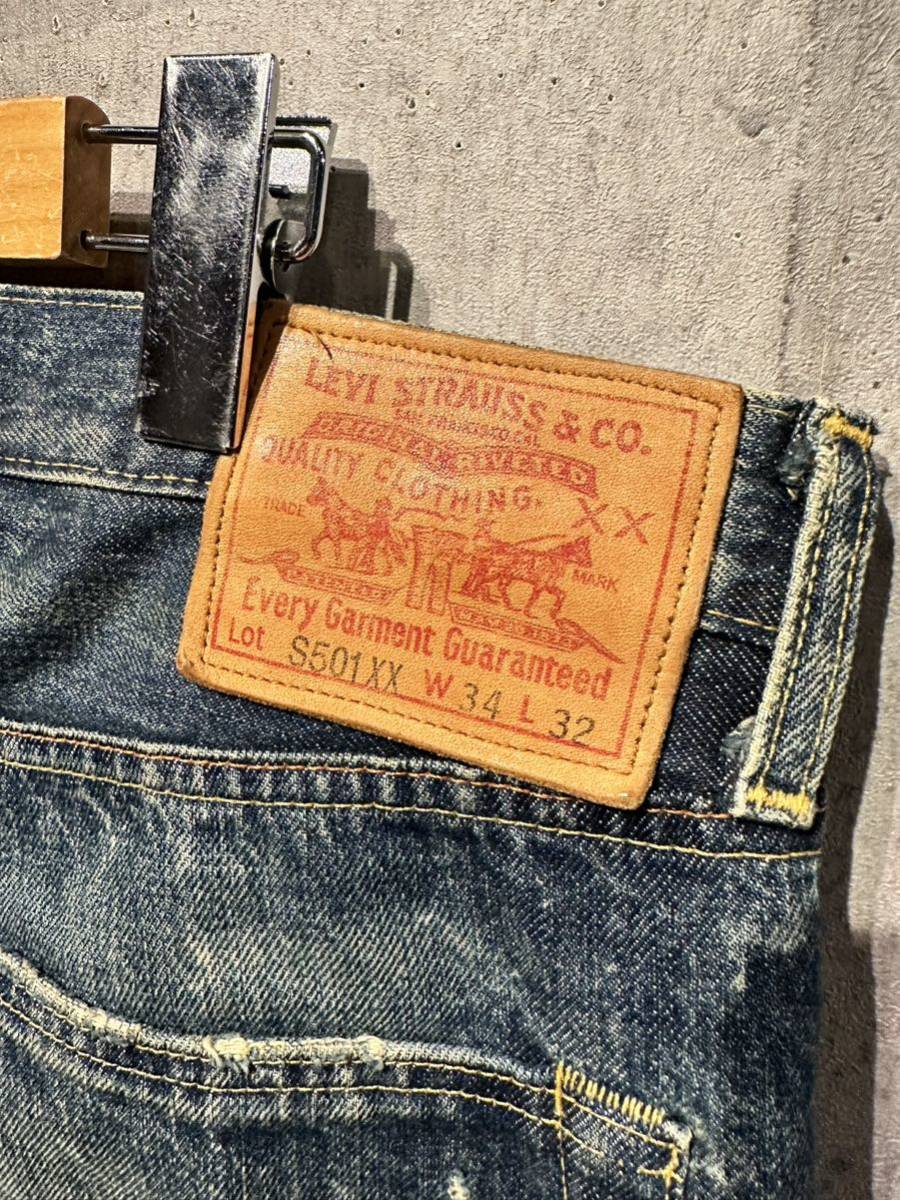 LEVI STRAUSS & CO.
SAN FRANCISCO CAL
ORIGINAL RIVETED
QUALITY CLOTHING.
XX
TRADE MARK
Every Garment Guaranteed
Lot S501XX W 34 L 32